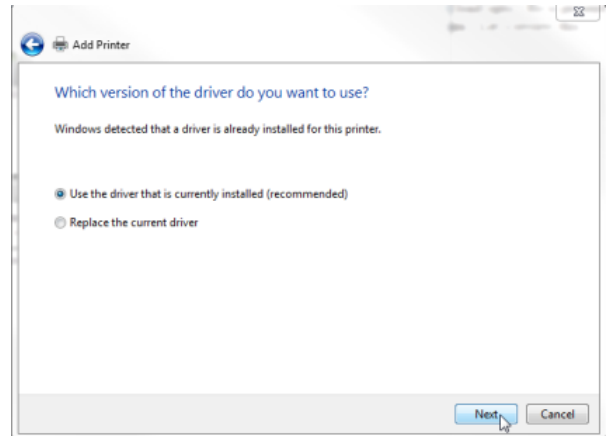 Add Printer
Which version of the driver do you want to use?
Windows detected that a driver is already installed for this printer.
Use the driver that is currently installed (recommended)
Replace the current driver
Next
Cancel